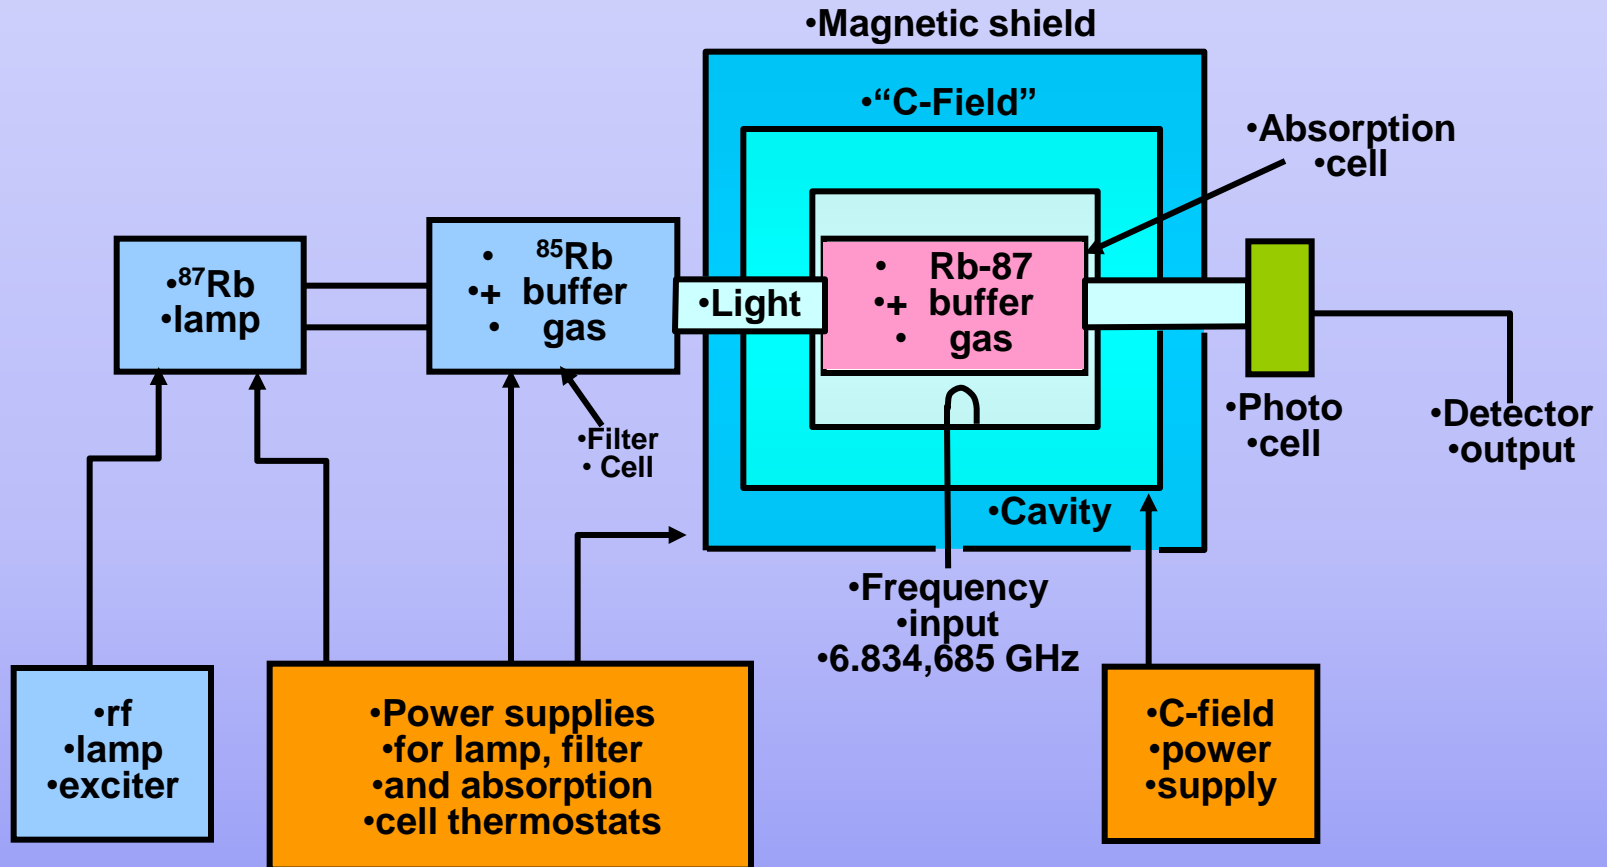 •Magnetic shield
•“C-Field”
•Absorption
•cell
•⁸⁷Rb
•lamp
• ⁸⁵Rb
•+ buffer
• gas
•Light
• Rb-87
•+ buffer
• gas
•Filter
• Cell
•Photo
•cell
•Detector
•output
•Cavity
•Frequency
•input
•6.834,685 GHz
•rf
•lamp
•exciter
•Power supplies
•for lamp, filter
•and absorption
•cell thermostats
•C-field
•power
•supply